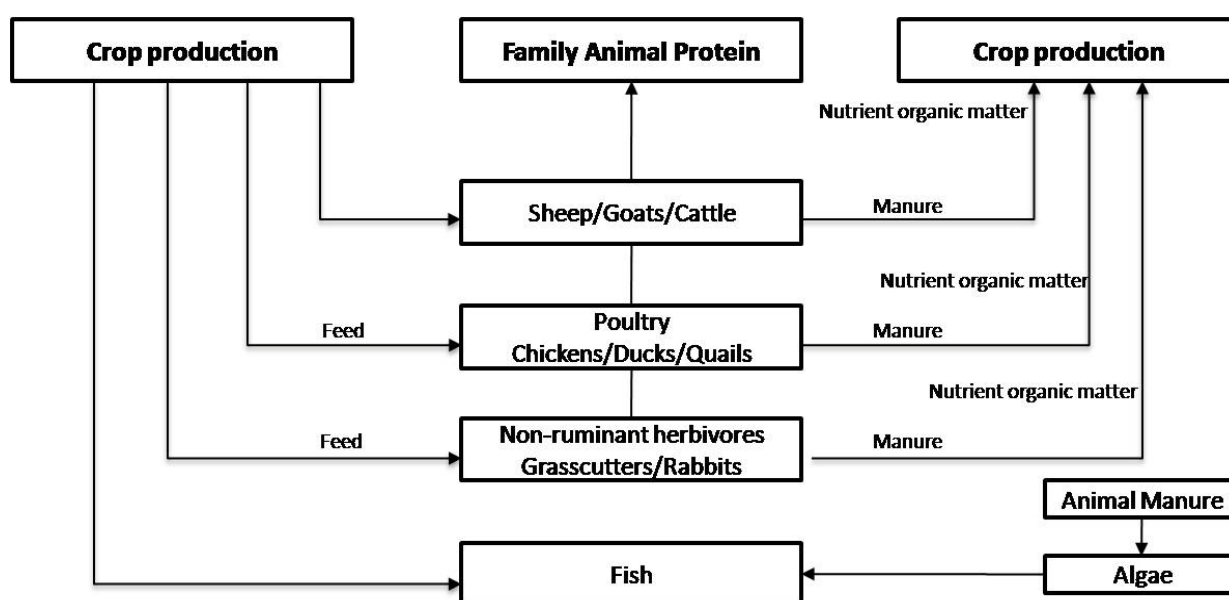 Crop production
Family Animal Protein
Crop production
Nutrient organic matter
Sheep/Goats/Cattle
Manure
Nutrient organic matter
Feed
Poultry
Chickens/Ducks/Quails
Manure
Nutrient organic matter
Feed
Non-ruminant herbivores
Grasscutters/Rabbits
Manure
Animal Manure
Fish
Algae